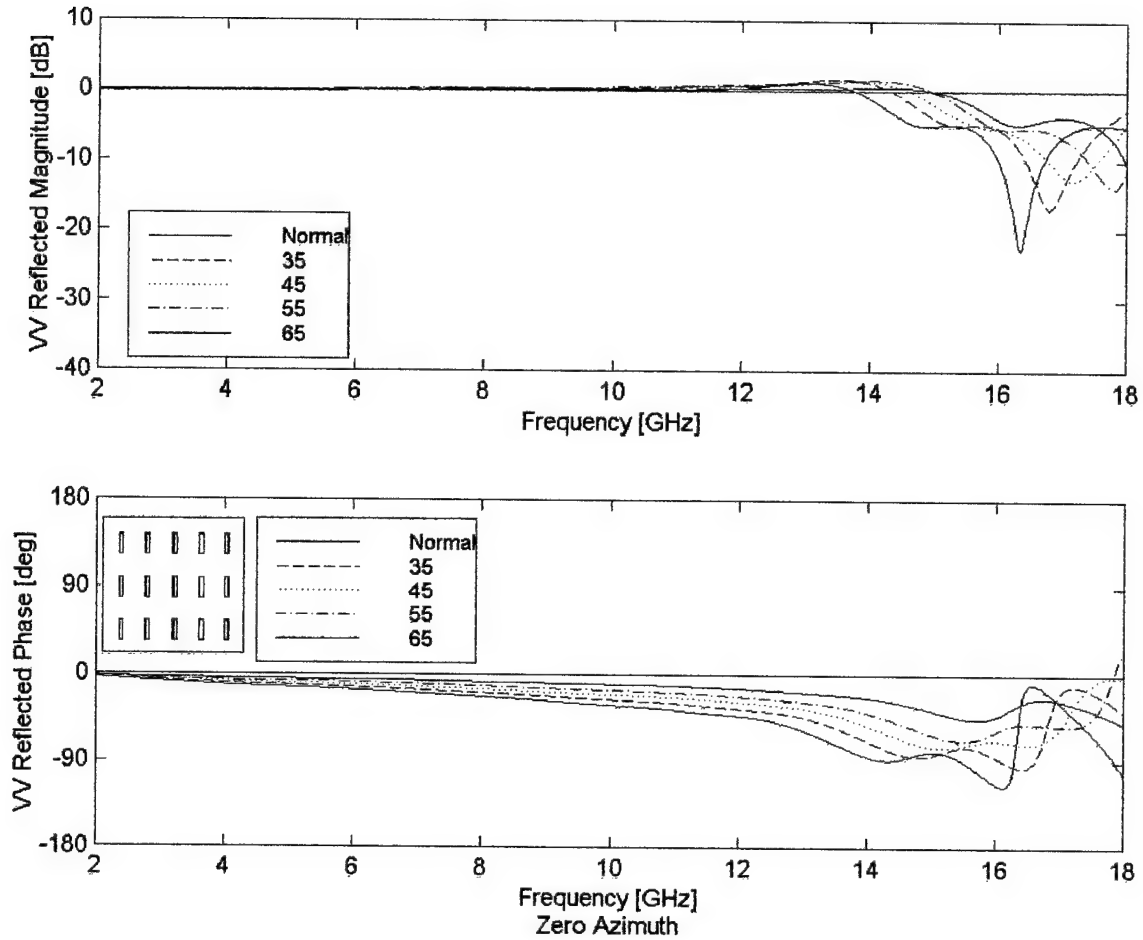 10
0
-10
-20
-30
-40
VV Reflected Magnitude [dB]
Normal
35
45
55
65
2 4 6 8 10 12 14 16 18
Frequency [GHz]
180
90
0
-90
-180
VV Reflected Phase [deg]
Normal
35
45
55
65
2 4 6 8 10 12 14 16 18
Frequency [GHz]
Zero Azimuth